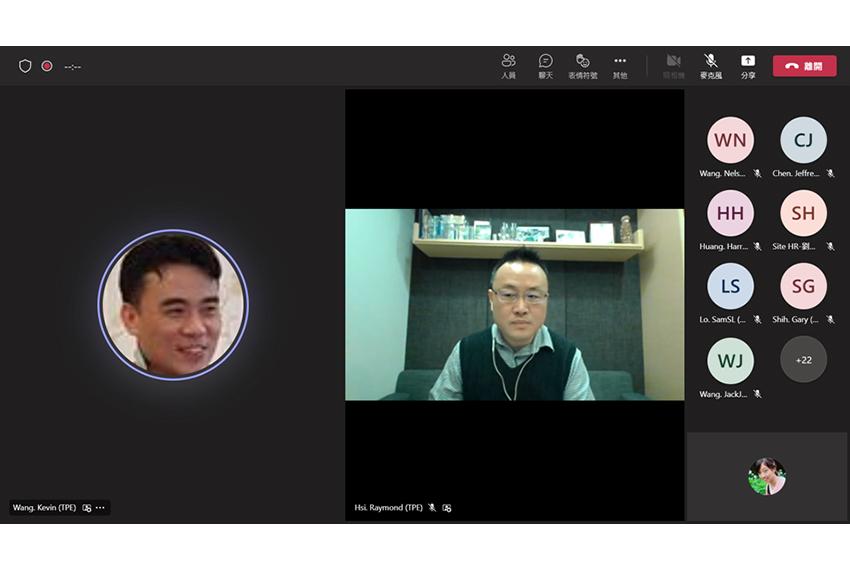 --:--
人員
聊天
表情符號
其他
照相機
麥克風
分享
離開
WN
CJ
Wang. Nels...
Chen. Jeffre...
HH
SH
Huang. Harr...
Site HR-劉...
LS
SG
Lo. SamSL (...
Shih. Gary (...
WJ
+22
Wang. JackJ...
Wang. Kevin (TPE)
Hsi. Raymond (TPE)